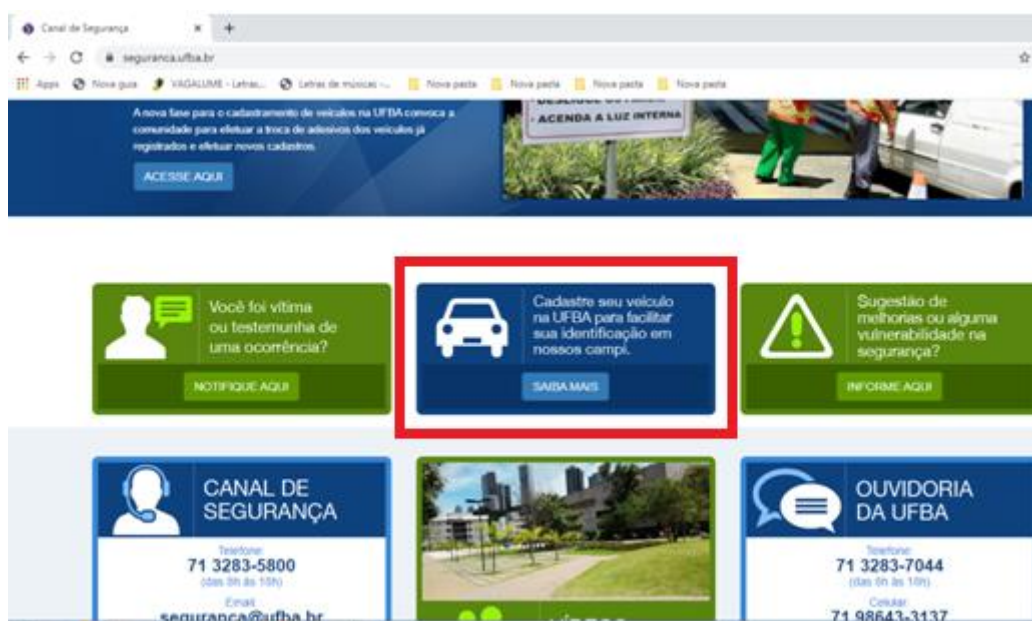 Canal de Segurança
seguranca.ufba.br
Apps Nova guia VAGALUME - Letras... Letras de músicas -... Nova pasta Nova pasta Nova pasta Nova pasta
A nova fase para o cadastramento de veículos na UFBA convoca a
comunidade para efetuar a troca de adesivos dos veículos já
registrados e efetuar novos cadastros.
ACESSE AQUI
- ACENDA A LUZ INTERNA
Você foi vítima
ou testemunha de
uma ocorrência?
NOTIFIQUE AQUI
Cadastre seu veículo
na UFBA para facilitar
sua identificação em
nossos campi.
SAIBA MAIS
Sugestão de
melhorias ou alguma
vulnerabilidade na
segurança?
INFORME AQUI
CANAL DE
SEGURANÇA
Telefone:
71 3283-5800
(das 8h às 18h)
Email:
seguranca@ufba.br
VÍDEOS
OUVIDORIA
DA UFBA
Telefone:
71 3283-7044
(das 8h às 18h)
Celular:
71 98643-3137